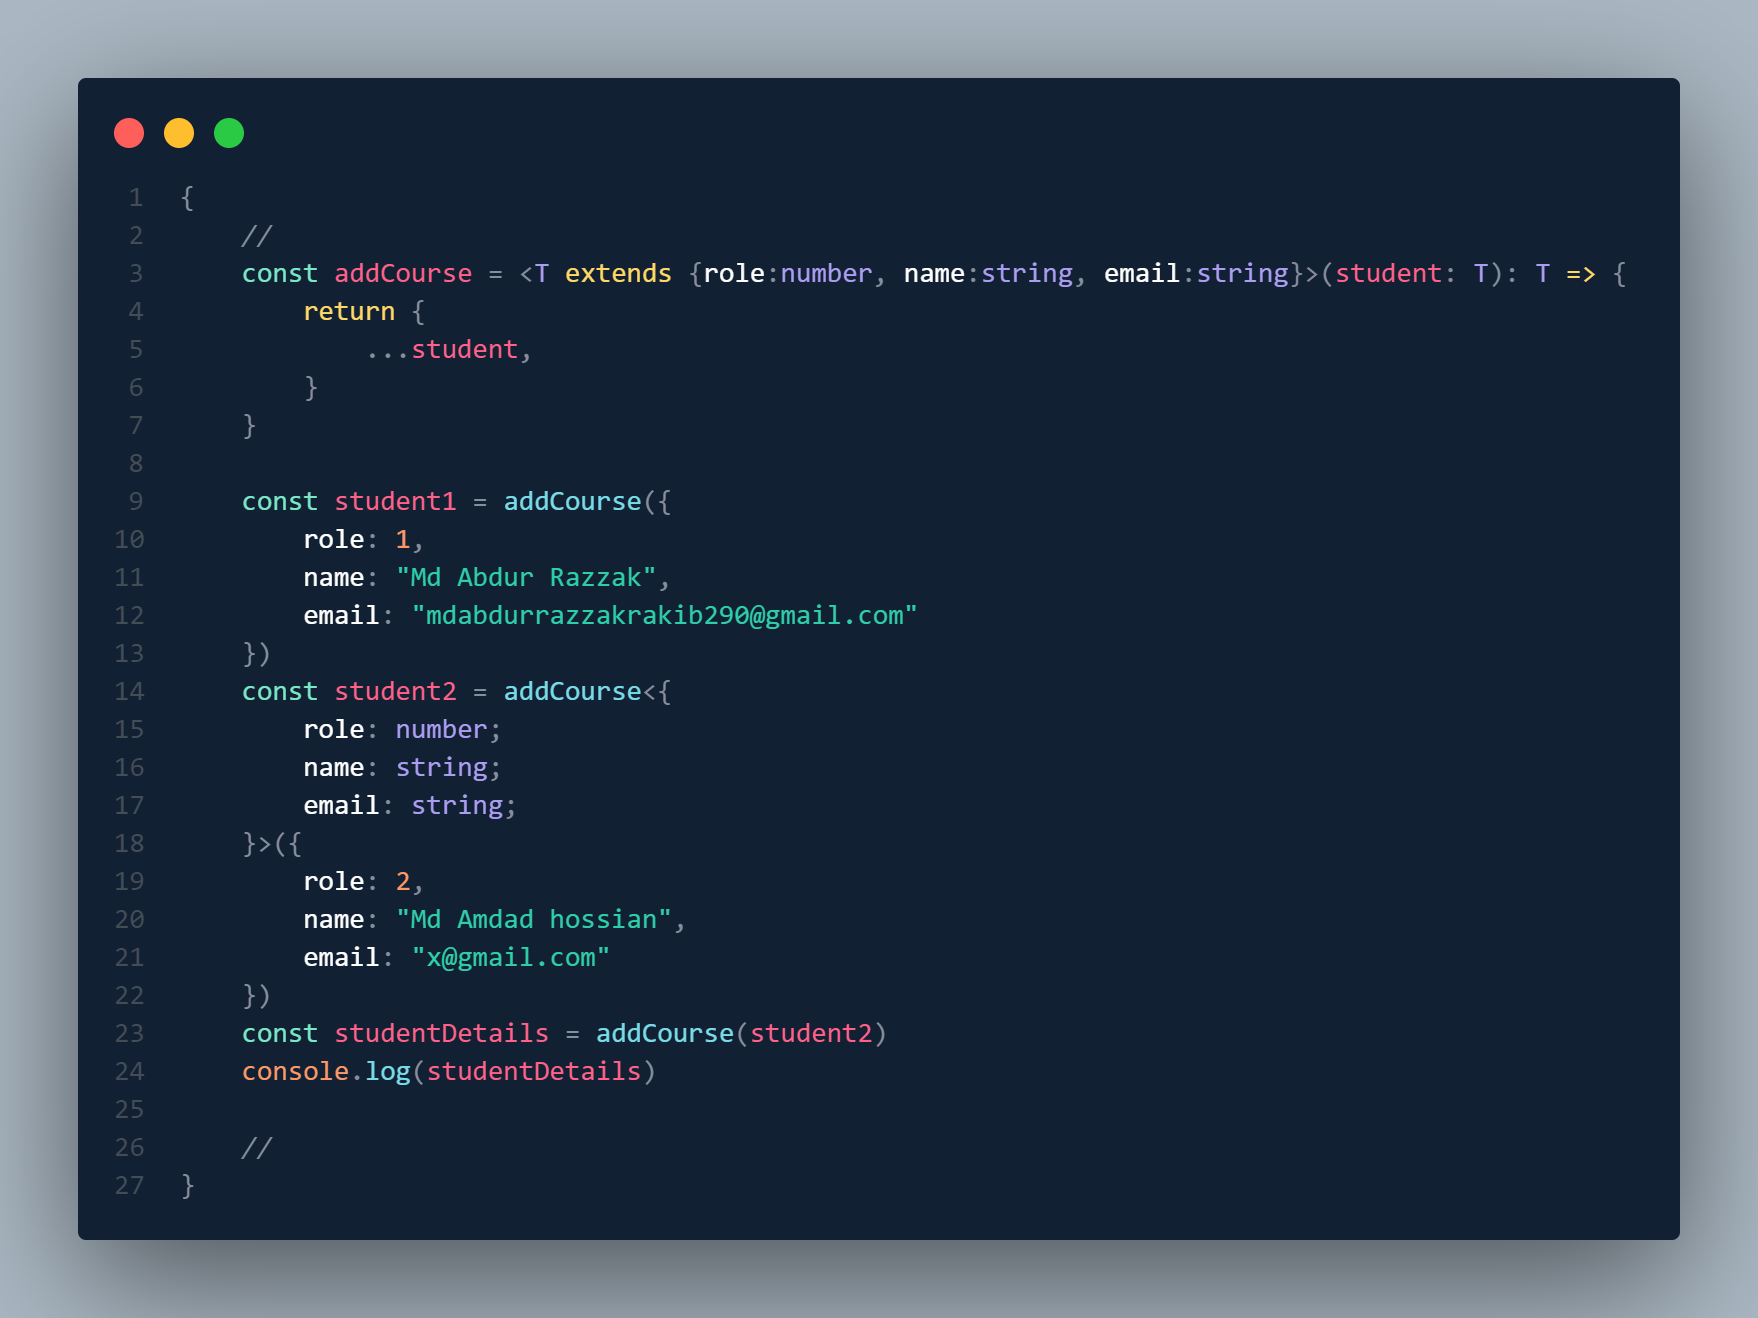 1 {
2     //
3     const addCourse = <T extends {role:number, name:string, email:string}>(student: T): T => {
4         return {
5             ...student,
6         }
7     }
8
9     const student1 = addCourse({
10         role: 1,
11         name: "Md Abdur Razzak",
12         email: "mdabdurrazzakrakib290@gmail.com"
13     })
14     const student2 = addCourse<{
15         role: number;
16         name: string;
17         email: string;
18     }>({
19         role: 2,
20         name: "Md Amdad hossian",
21         email: "x@gmail.com"
22     })
23     const studentDetails = addCourse(student2)
24     console.log(studentDetails)
25
26     //
27 }